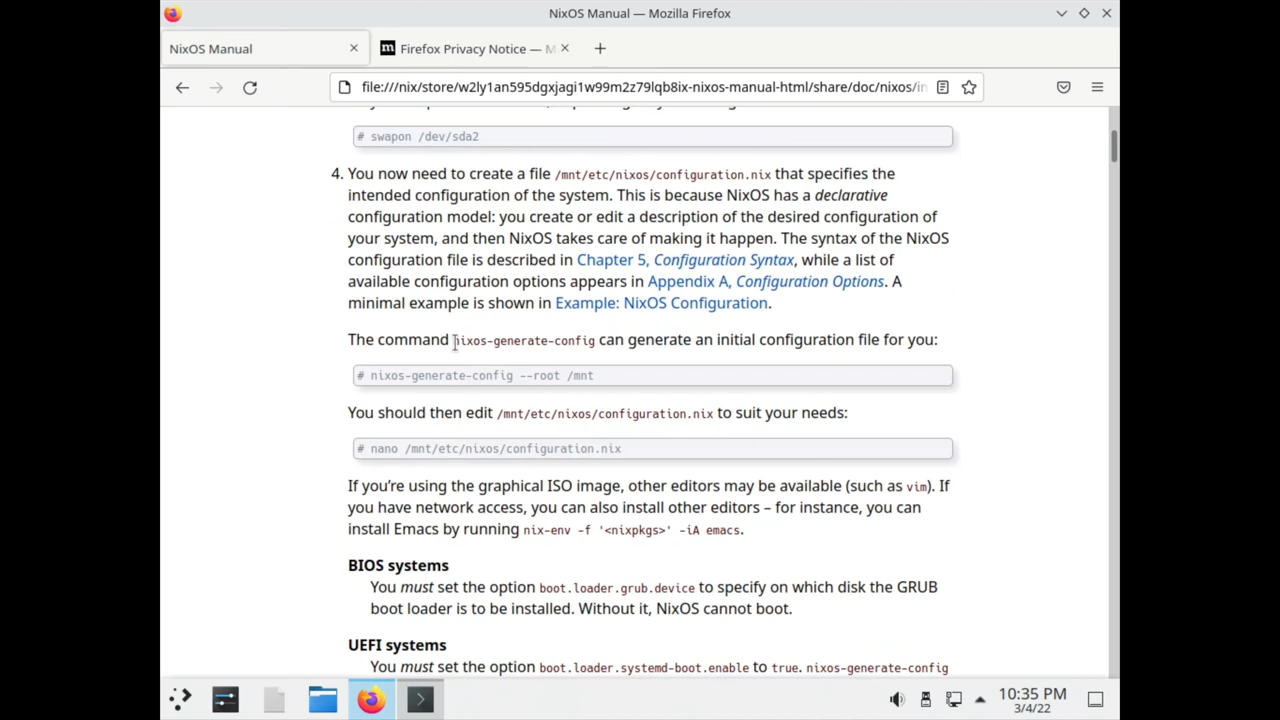 NixOS Manual — Mozilla Firefox
NixOS Manual
Firefox Privacy Notice — M
file:///nix/store/w2ly1an595dgxjagi1w99m2z79lqb8ix-nixos-manual-html/share/doc/nixos/in
# swapon /dev/sda2
4. You now need to create a file /mnt/etc/nixos/configuration.nix that specifies the
intended configuration of the system. This is because NixOS has a declarative
configuration model: you create or edit a description of the desired configuration of
your system, and then NixOS takes care of making it happen. The syntax of the NixOS
configuration file is described in Chapter 5, Configuration Syntax, while a list of
available configuration options appears in Appendix A, Configuration Options. A
minimal example is shown in Example: NixOS Configuration.
The command nixos-generate-config can generate an initial configuration file for you:
# nixos-generate-config --root /mnt
You should then edit /mnt/etc/nixos/configuration.nix to suit your needs:
# nano /mnt/etc/nixos/configuration.nix
If you’re using the graphical ISO image, other editors may be available (such as vim). If
you have network access, you can also install other editors – for instance, you can
install Emacs by running nix-env -f '<nixpkgs>' -iA emacs.
BIOS systems
You must set the option boot.loader.grub.device to specify on which disk the GRUB
boot loader is to be installed. Without it, NixOS cannot boot.
UEFI systems
You must set the option boot.loader.systemd-boot.enable to true. nixos-generate-config
10:35 PM
3/4/22